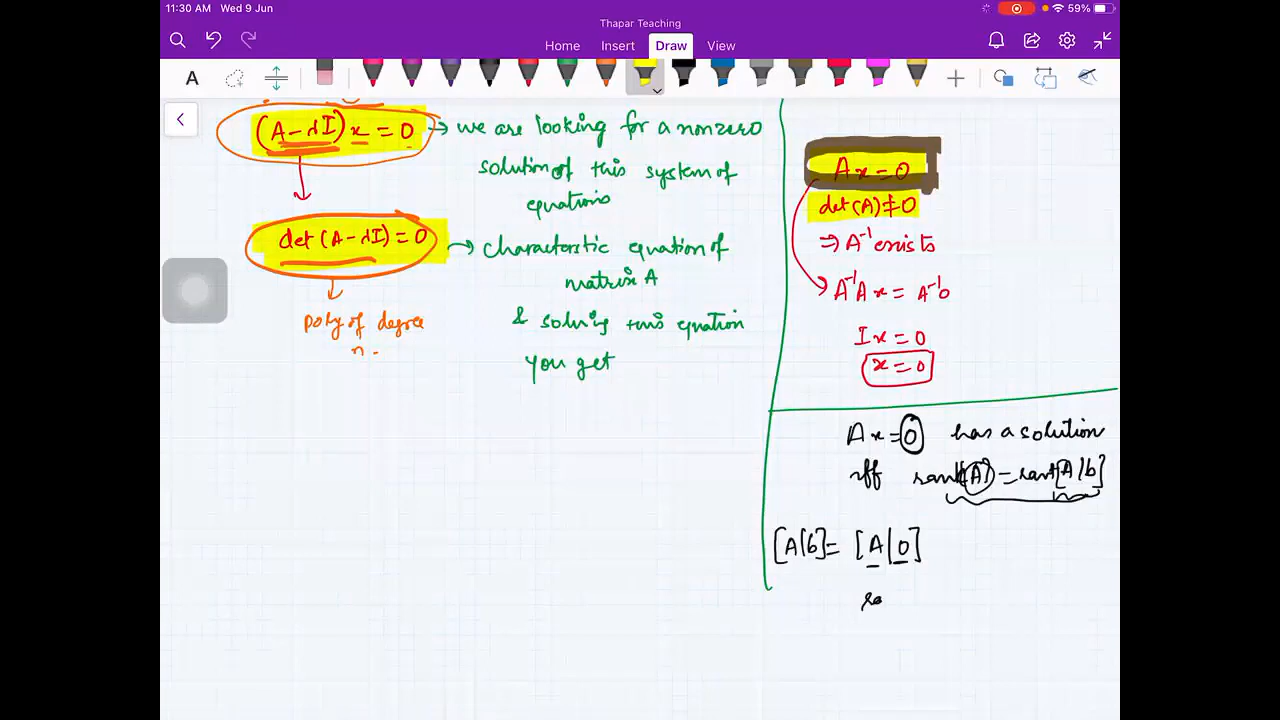 11:30 AM Wed 9 Jun
59%
Thapar Teaching
Home Insert Draw View
A
(A - λI) x = 0 → we are looking for a nonzero
solution of this system of
equations
det (A - λI) = 0 → characterstic equation of
matrix A
poly of degree
n
& solving this equation
you get
Ax = 0
det (A) ≠ 0
⇒ A⁻¹ exists
A⁻¹Ax = A⁻¹0
Ix = 0
x = 0
Ax = 0 has a solution
iff rank(A) = rank[A|b]
[A|b] = [A|0]
ra